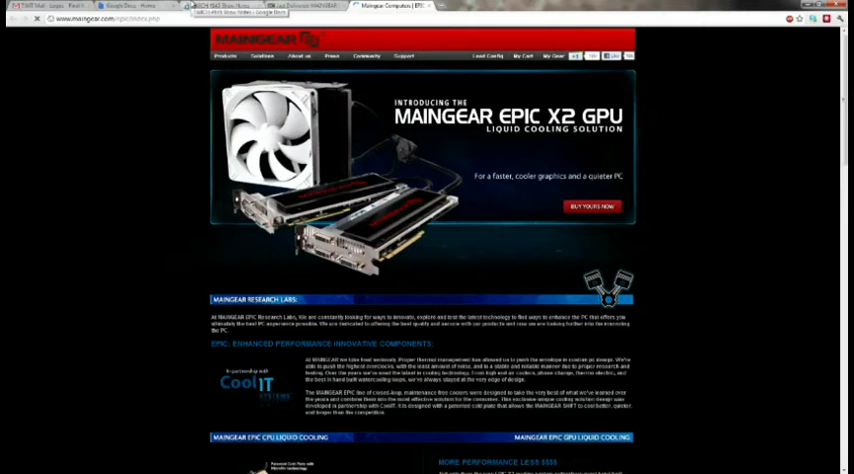 TWiT Mail - Largos
Google Docs - Home
Maingear Computers | EPIC
www.maingear.com/epic/index.php
MAINGEAR
Products Solutions About us Press Community Support Load Config My Cart My Gear
INTRODUCING THE
MAINGEAR EPIC X2 GPU
LIQUID COOLING SOLUTION
For a faster, cooler graphics and a quieter PC
BUY YOURS NOW
MAINGEAR RESEARCH LABS:
At MAINGEAR EPIC Research Labs, We are constantly looking for ways to innovate, explore and test the latest technology to find ways to enhance the PC that offers you
ultimately the best PC experience possible. We are dedicated to offering the best quality and service with our products and now we are looking further into the
the PC.
EPIC: ENHANCED PERFORMANCE INNOVATIVE COMPONENTS:
In partnership with
CoolIT
SYSTEMS
At MAINGEAR we take heat seriously. Proper thermal management has allowed us to push the envelope in custom pc design. We're
able to push the highest overclocks, with the least amount of noise, and in a stable and reliable manner due to proper research and
testing. Over the years we've used the latest in cooling technology. From high end air coolers, phase change, thermo electric, and
the best in hand built watercooling loops, we've always stayed at the very edge of design.
The MAINGEAR EPIC line of closed-loop, maintenance free coolers were designed to take the very best of what we've learned over
the years and combine them into the most effective solution for the consumer. This exclusive unique cooling solution design was
developed in partnership with CoolIT. It is designed with a patented cold plate that allows the MAINGEAR SHIFT to cool better, quieter,
and longer than the competition.
MAINGEAR EPIC CPU LIQUID COOLING MAINGEAR EPIC GPU LIQUID COOLING
MORE PERFORMANCE LESS $$$$